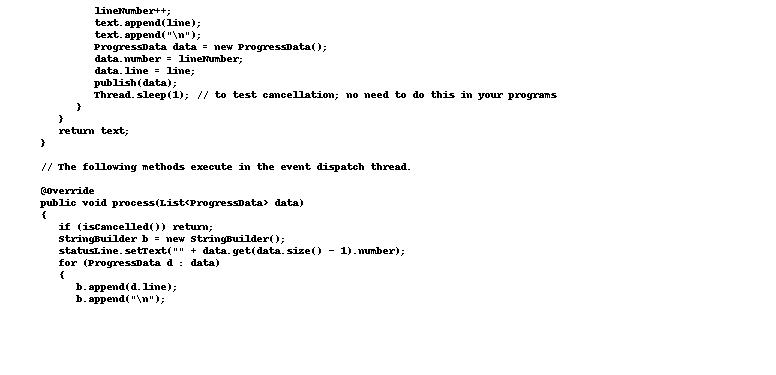 lineNumber++;
text.append(line);
text.append("\n");
ProgressData data = new ProgressData();
data.number = lineNumber;
data.line = line;
publish(data);
Thread.sleep(1); // to test cancellation; no need to do this in your programs
}
}
return text;
}
// The following methods execute in the event dispatch thread.
@Override
public void process(List<ProgressData> data)
{
if (isCancelled()) return;
StringBuilder b = new StringBuilder();
statusLine.setText("" + data.get(data.size() - 1).number);
for (ProgressData d : data)
{
b.append(d.line);
b.append("\n");